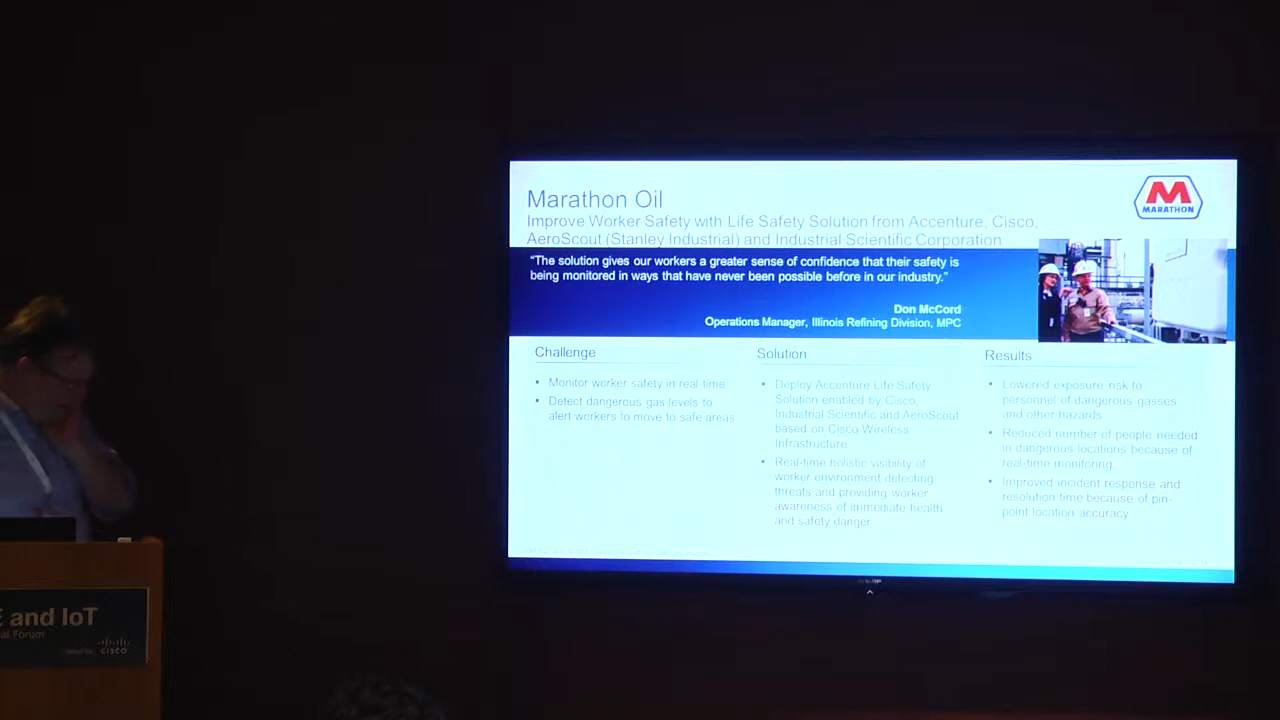 Marathon Oil
Improve Worker Safety with Life Safety Solution from Accenture, Cisco,
AeroScout (Stanley Industrial) and Industrial Scientific Corporation
M
MARATHON
“The solution gives our workers a greater sense of confidence that their safety is
being monitored in ways that have never been possible before in our industry.”
Don McCord
Operations Manager, Illinois Refining Division, MPC
Challenge
▪ Monitor worker safety in real-time
▪ Detect dangerous gas levels to
alert workers to move to safe areas
Solution
▪ Deploy Accenture Life Safety
Solution enabled by Cisco,
Industrial Scientific and AeroScout
based on Cisco Wireless
Infrastructure
▪ Real-time holistic visibility of
worker environment detecting
threats and providing worker
awareness of immediate health
and safety danger
Results
▪ Lowered exposure risk to
personnel of dangerous gasses
and other hazards
▪ Reduced number of people needed
in dangerous locations because of
real-time monitoring.
▪ Improved incident response and
resolution time because of pin-
point location accuracy.
E and IoT
al Forum
CISCO